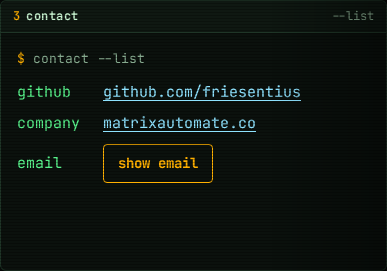 3 contact --list
$ contact --list
github github.com/friesentius
company matrixautomate.co
email show email